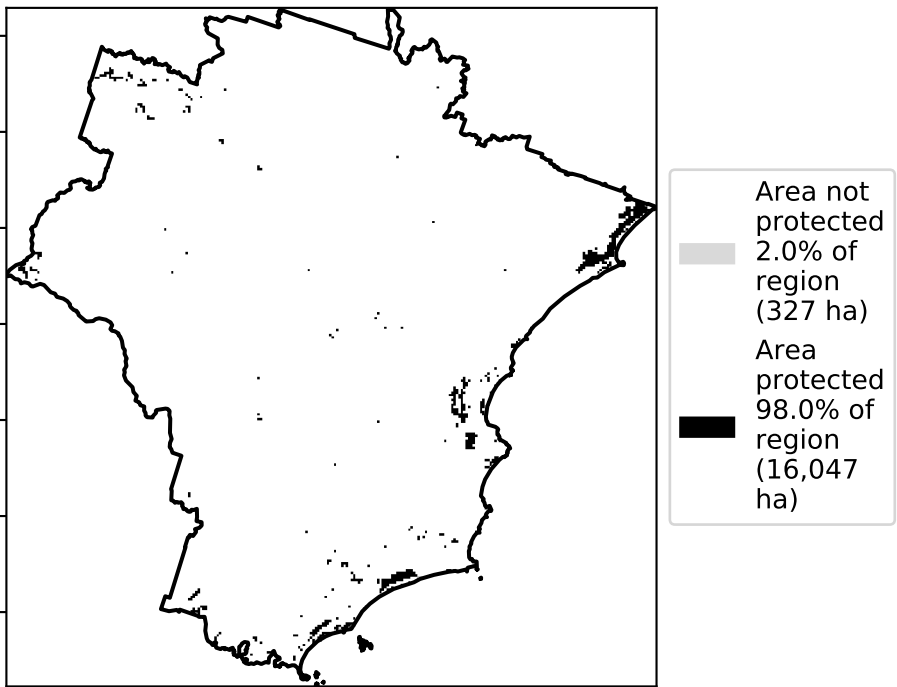 Area not
protected
2.0% of
region
(327 ha)
Area
protected
98.0% of
region
(16,047
ha)